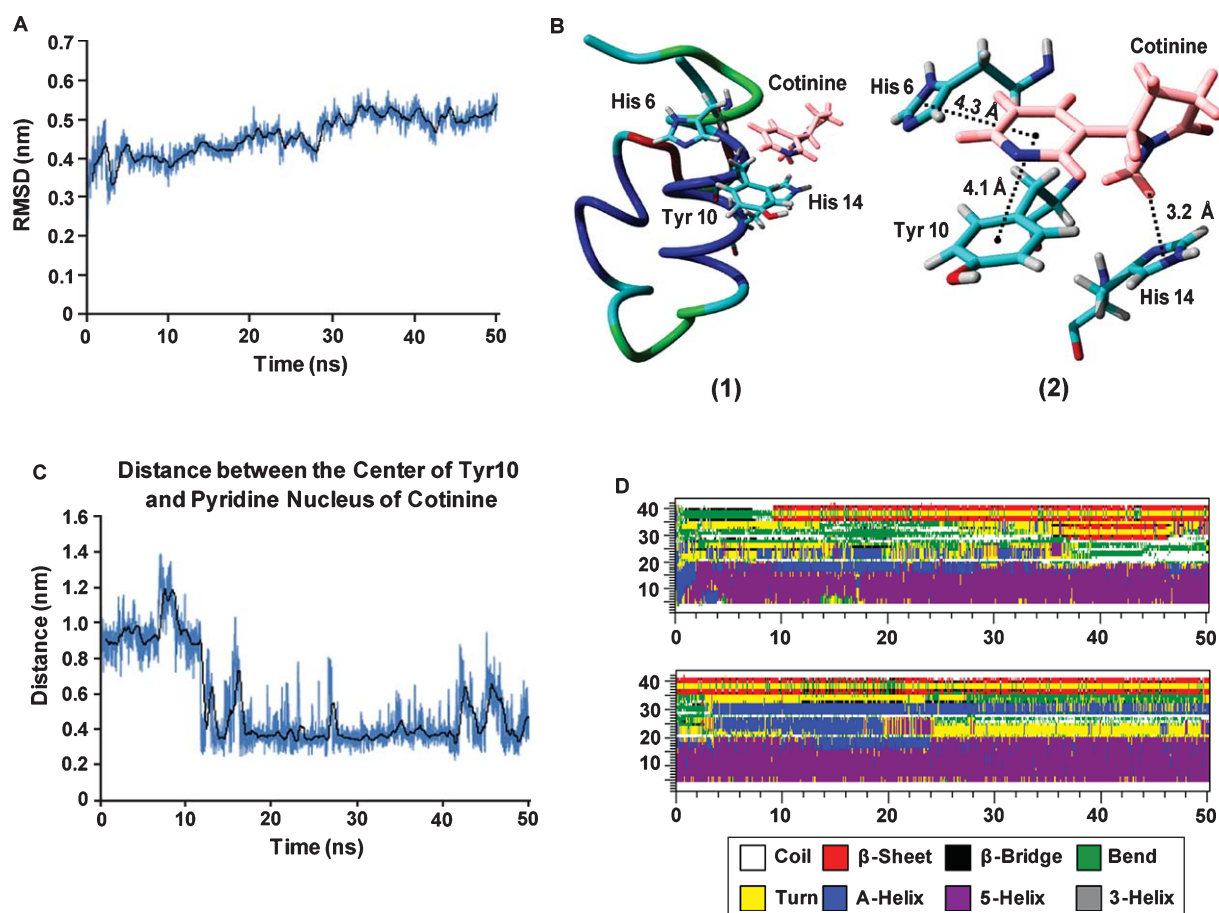 A
RMSD (nm)
0.7
0.6
0.5
0.4
0.3
0.2
0.1
0
0 10 20 30 40 50
Time (ns)
B
His 6
Cotinine
Tyr 10
His 14
(1)
His 6
Cotinine
4.3 Å
4.1 Å
3.2 Å
Tyr 10
His 14
(2)
C
Distance between the Center of Tyr10
and Pyridine Nucleus of Cotinine
Distance (nm)
1.6
1.4
1.2
1.0
0.8
0.6
0.4
0.2
0
0 10 20 30 40 50
Time (ns)
D
40
30
20
10
0 10 20 30 40 50
40
30
20
10
0 10 20 30 40 50
Coil β-Sheet β-Bridge Bend
Turn A-Helix 5-Helix 3-Helix